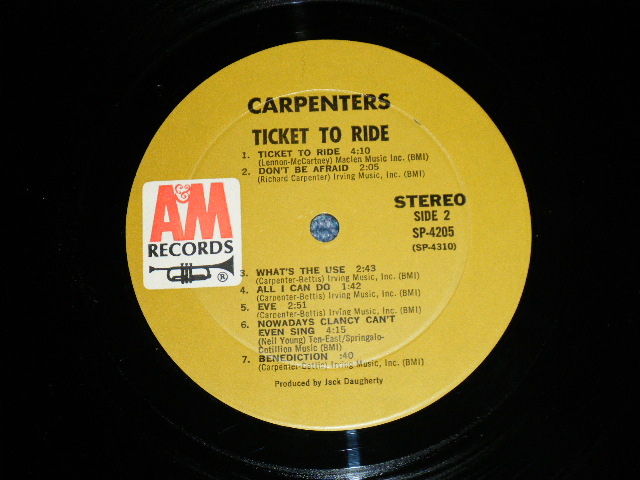 CARPENTERS
TICKET TO RIDE
1. TICKET TO RIDE 4:10
(Lennon-McCartney) Maclen Music Inc. (BMI)
2. DON'T BE AFRAID 2:05
(Richard Carpenter) Irving Music, Inc. (BMI)
A&M
RECORDS
®
STEREO
SIDE 2
SP-4205
(SP-4310)
3. WHAT'S THE USE 2:43
(Carpenter-Bettis) Irving Music, Inc. (BMI)
4. ALL I CAN DO 1:42
(Carpenter-Bettis) Irving Music, Inc. (BMI)
5. EVE 2:51
(Carpenter-Bettis) Irving Music, Inc. (BMI)
6. NOWADAYS CLANCY CAN'T
EVEN SING 4:15
(Neil Young) Ten-East/Springalo-
Cotillion Music (BMI)
7. BENEDICTION :40
(Carpenter-Bettis) Irving Music, Inc. (BMI)
Produced by Jack Daugherty